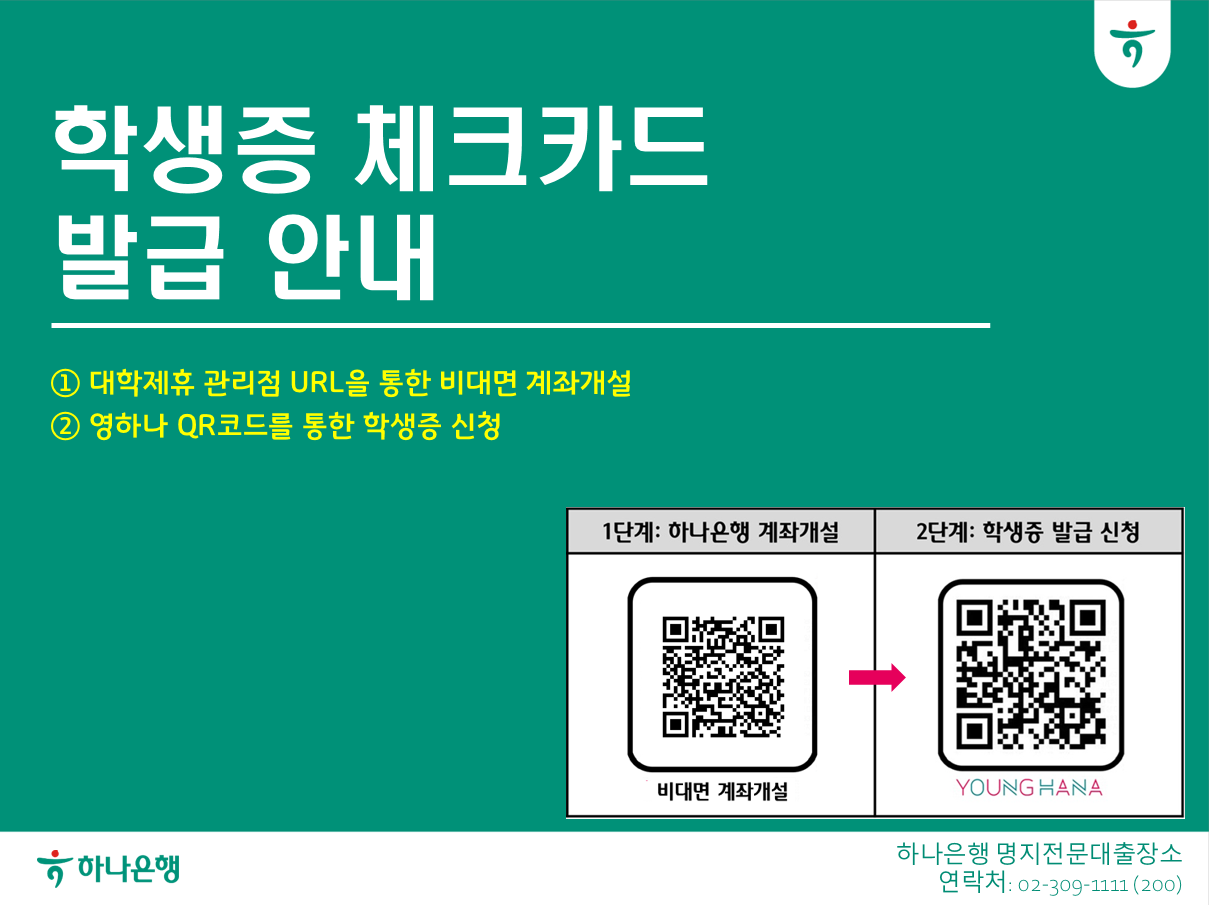 학생증 체크카드
발급 안내
① 대학제휴 관리점 URL을 통한 비대면 계좌개설
② 영하나 QR코드를 통한 학생증 신청
1단계: 하나은행 계좌개설
2단계: 학생증 발급 신청
비대면 계좌개설
YOUNG HANA
하나은행
하나은행 명지전문대출장소
연락처: 02-309-1111 (200)